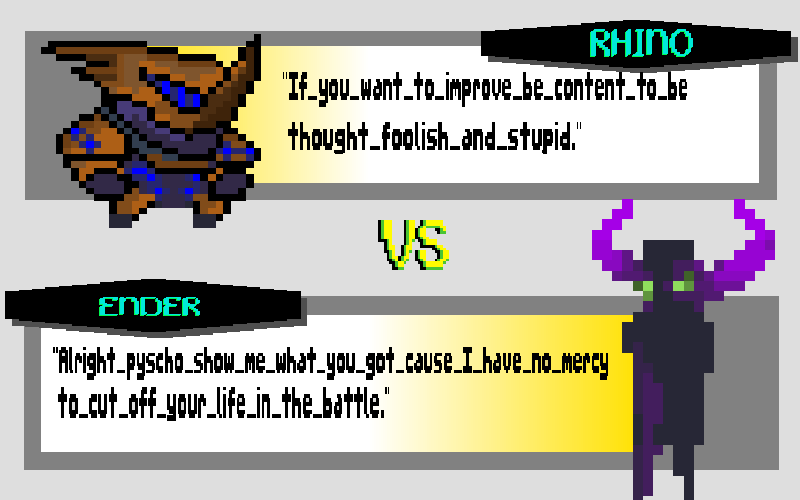 RHINO
"If_you_want_to_improve_be_content_to_be
thought_foolish_and_stupid."
VS
ENDER
"Alright_pyscho_show_me_what_you_got_cause_I_have_no_mercy
to_cut_off_your_life_in_the_battle."